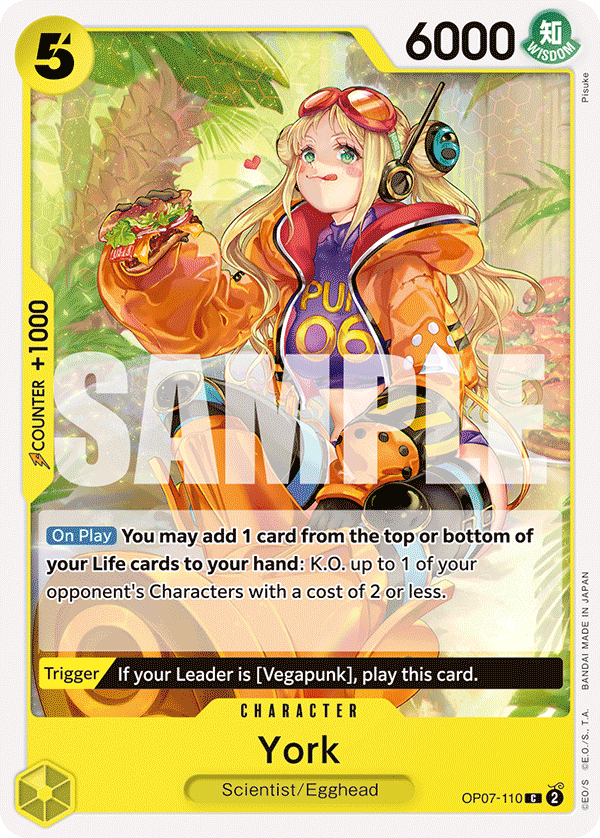 5
6000
知
WISDOM
Pisuke
6
PUNK
06
COUNTER +1000
SAMPLE
On Play You may add 1 card from the top or bottom of
your Life cards to your hand: K.O. up to 1 of your
opponent's Characters with a cost of 2 or less.
Trigger If your Leader is [Vegapunk], play this card.
CHARACTER
York
Scientist/Egghead
OP07-110 C 2
©EO/S ©E.O./S., T.A. BANDAI MADE IN JAPAN